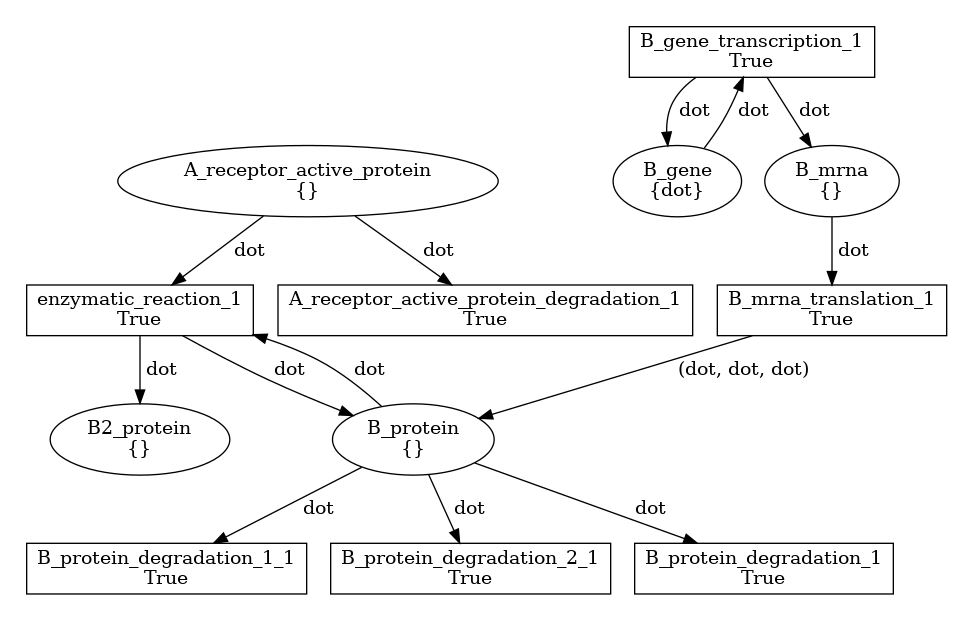 B_gene_transcription_1
True
dot
dot
dot
A_receptor_active_protein
{}
B_gene
{dot}
B_mrna
{}
dot
dot
dot
enzymatic_reaction_1
True
A_receptor_active_protein_degradation_1
True
B_mrna_translation_1
True
dot
dot
dot
(dot, dot, dot)
B2_protein
{}
B_protein
{}
dot
dot
dot
B_protein_degradation_1_1
True
B_protein_degradation_2_1
True
B_protein_degradation_1
True